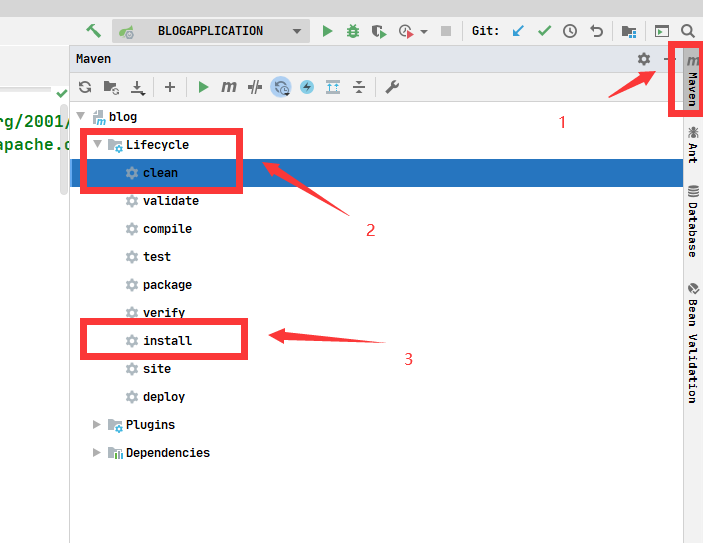 BLOGAPPLICATION
Git:
Maven
1
m
Maven
rg/2001/
apache.o
blog
Lifecycle
clean
2
validate
compile
test
package
verify
install
3
site
deploy
Plugins
Dependencies
Ant
Database
Bean Validation